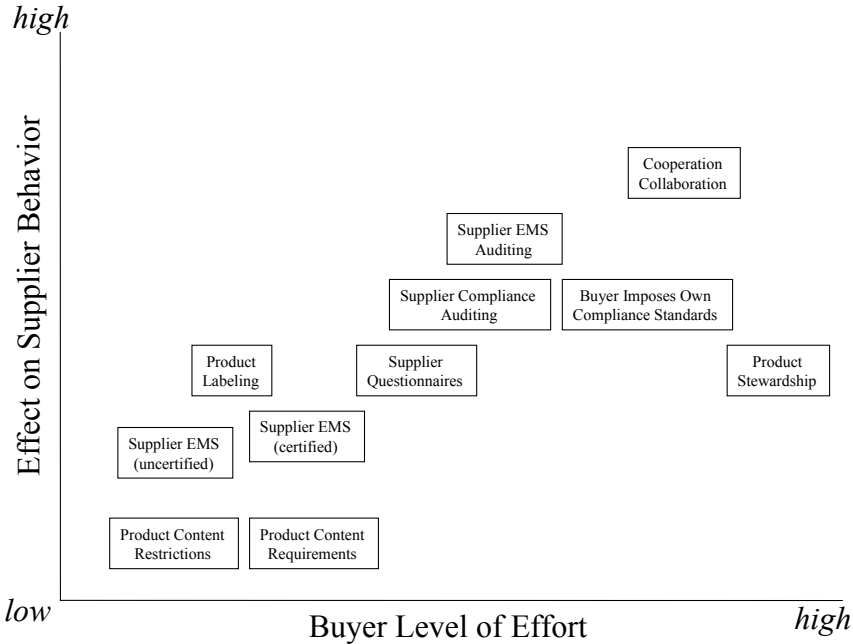 high
Effect on Supplier Behavior
Cooperation
Collaboration
Supplier EMS
Auditing
Supplier Compliance
Auditing
Buyer Imposes Own
Compliance Standards
Product
Labeling
Supplier
Questionnaires
Product
Stewardship
Supplier EMS
(uncertified)
Supplier EMS
(certified)
Product Content
Restrictions
Product Content
Requirements
low
Buyer Level of Effort
high